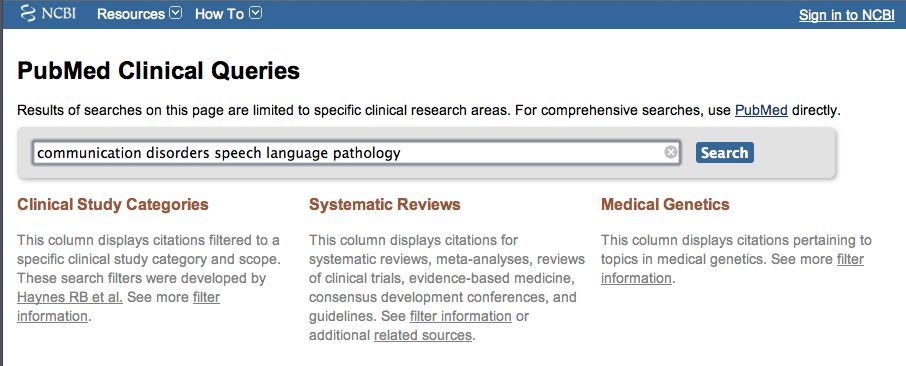 NCBI Resources How To Sign in to NCBI
PubMed Clinical Queries
Results of searches on this page are limited to specific clinical research areas. For comprehensive searches, use PubMed directly.
communication disorders speech language pathology Search
Clinical Study Categories
This column displays citations filtered to a
specific clinical study category and scope.
These search filters were developed by
Haynes RB et al. See more filter
information.
Systematic Reviews
This column displays citations for
systematic reviews, meta-analyses, reviews
of clinical trials, evidence-based medicine,
consensus development conferences, and
guidelines. See filter information or
additional related sources.
Medical Genetics
This column displays citations pertaining to
topics in medical genetics. See more filter
information.